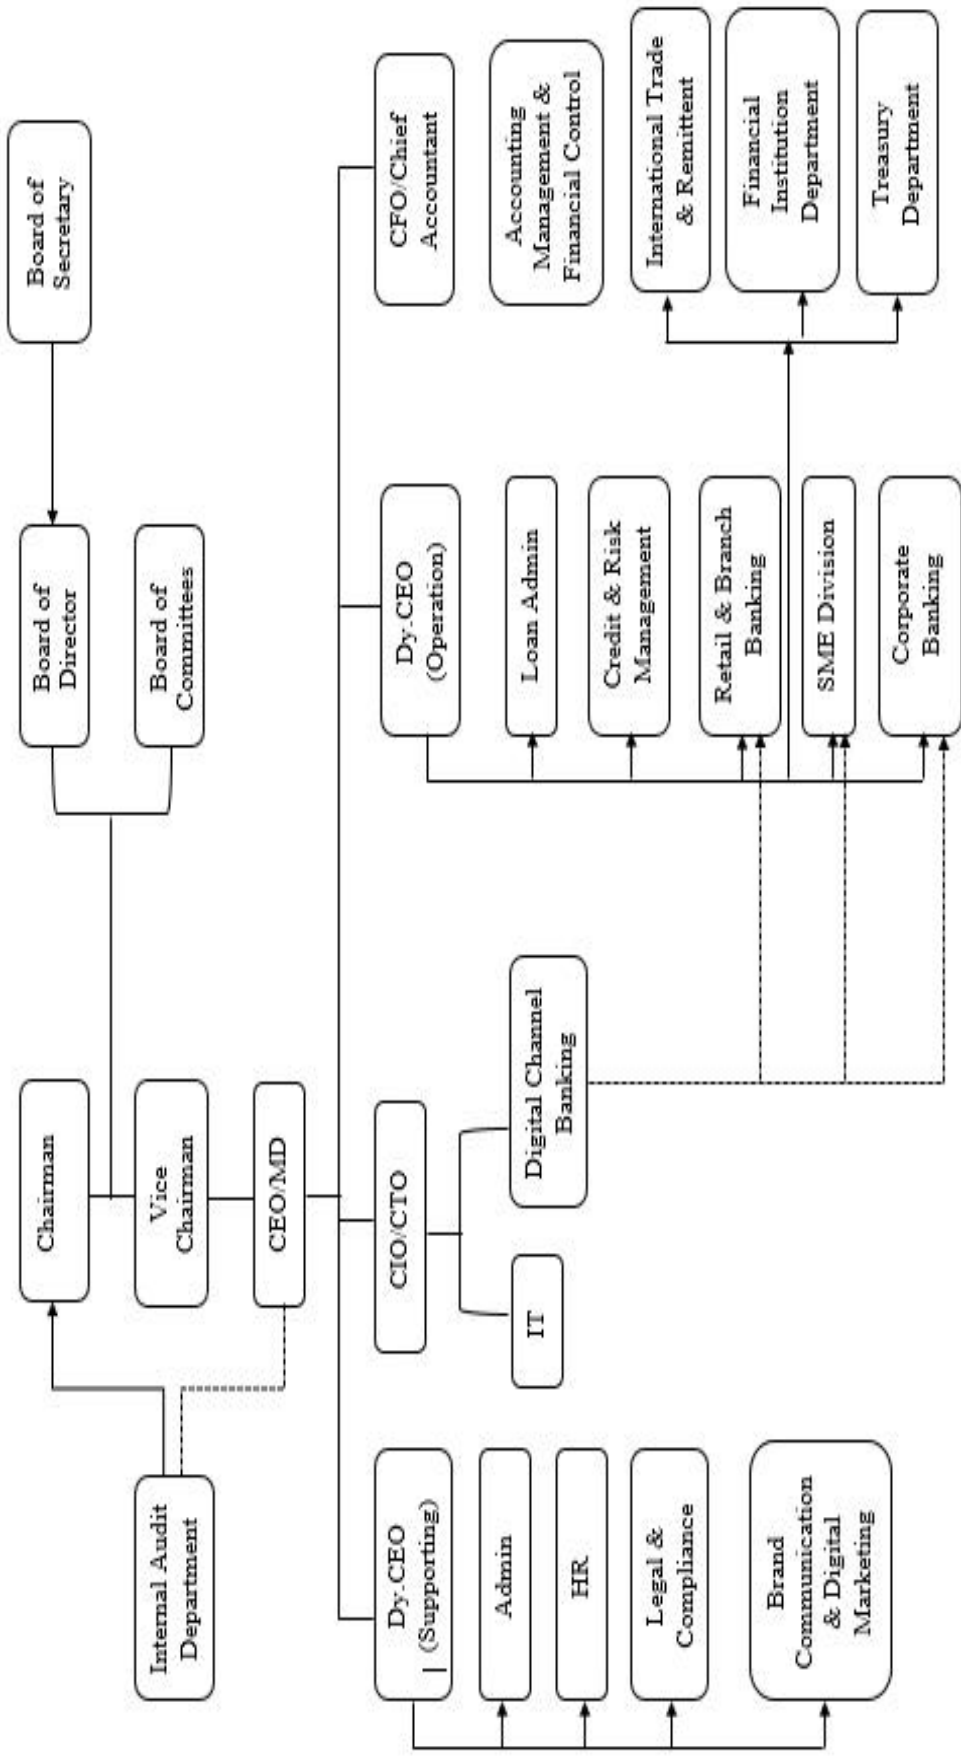 Board of
Secretary
Board of
Director
Board of
Committees
Chairman
Vice
Chairman
CEO/MD
Internal Audit
Department
Dy.CEO
(Supporting)
Admin
HR
Legal &
Compliance
Brand
Communication
& Digital
Marketing
CIO/CTO
IT
Digital Channel
Banking
Dy.CEO
(Operation)
Loan Admin
Credit & Risk
Management
Retail & Branch
Banking
SME Division
Corporate
Banking
CFO/Chief
Accountant
Accounting
Management &
Financial Control
International Trade
& Remittent
Financial
Institution
Department
Treasury
Department